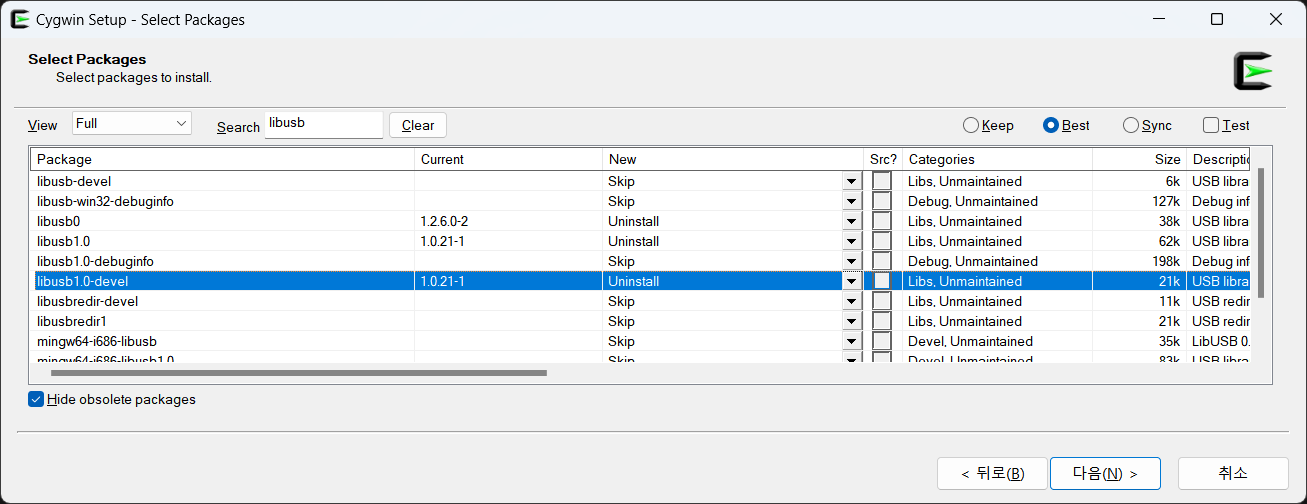 Cygwin Setup - Select Packages
Select Packages
Select packages to install.
View Full Search libusb Clear Keep Best Sync Test
Package Current New Src? Categories Size Descriptic
libusb-devel Skip Libs, Unmaintained 6k USB libra
libusb-win32-debuginfo Skip Debug, Unmaintained 127k Debug inf
libusb0 1.2.6.0-2 Uninstall Libs, Unmaintained 38k USB libra
libusb1.0 1.0.21-1 Uninstall Libs, Unmaintained 62k USB libra
libusb1.0-debuginfo Skip Debug, Unmaintained 198k Debug inf
libusb1.0-devel 1.0.21-1 Uninstall Libs, Unmaintained 21k USB libra
libusbredir-devel Skip Libs, Unmaintained 11k USB redir
libusbredir1 Skip Libs, Unmaintained 21k USB redir
mingw64-i686-libusb Skip Devel, Unmaintained 35k LibUSB 0.
mingw64-i686-libusb1.0 Skip Devel, Unmaintained 83k USB libra
Hide obsolete packages
< 뒤로(B) 다음(N) > 취소